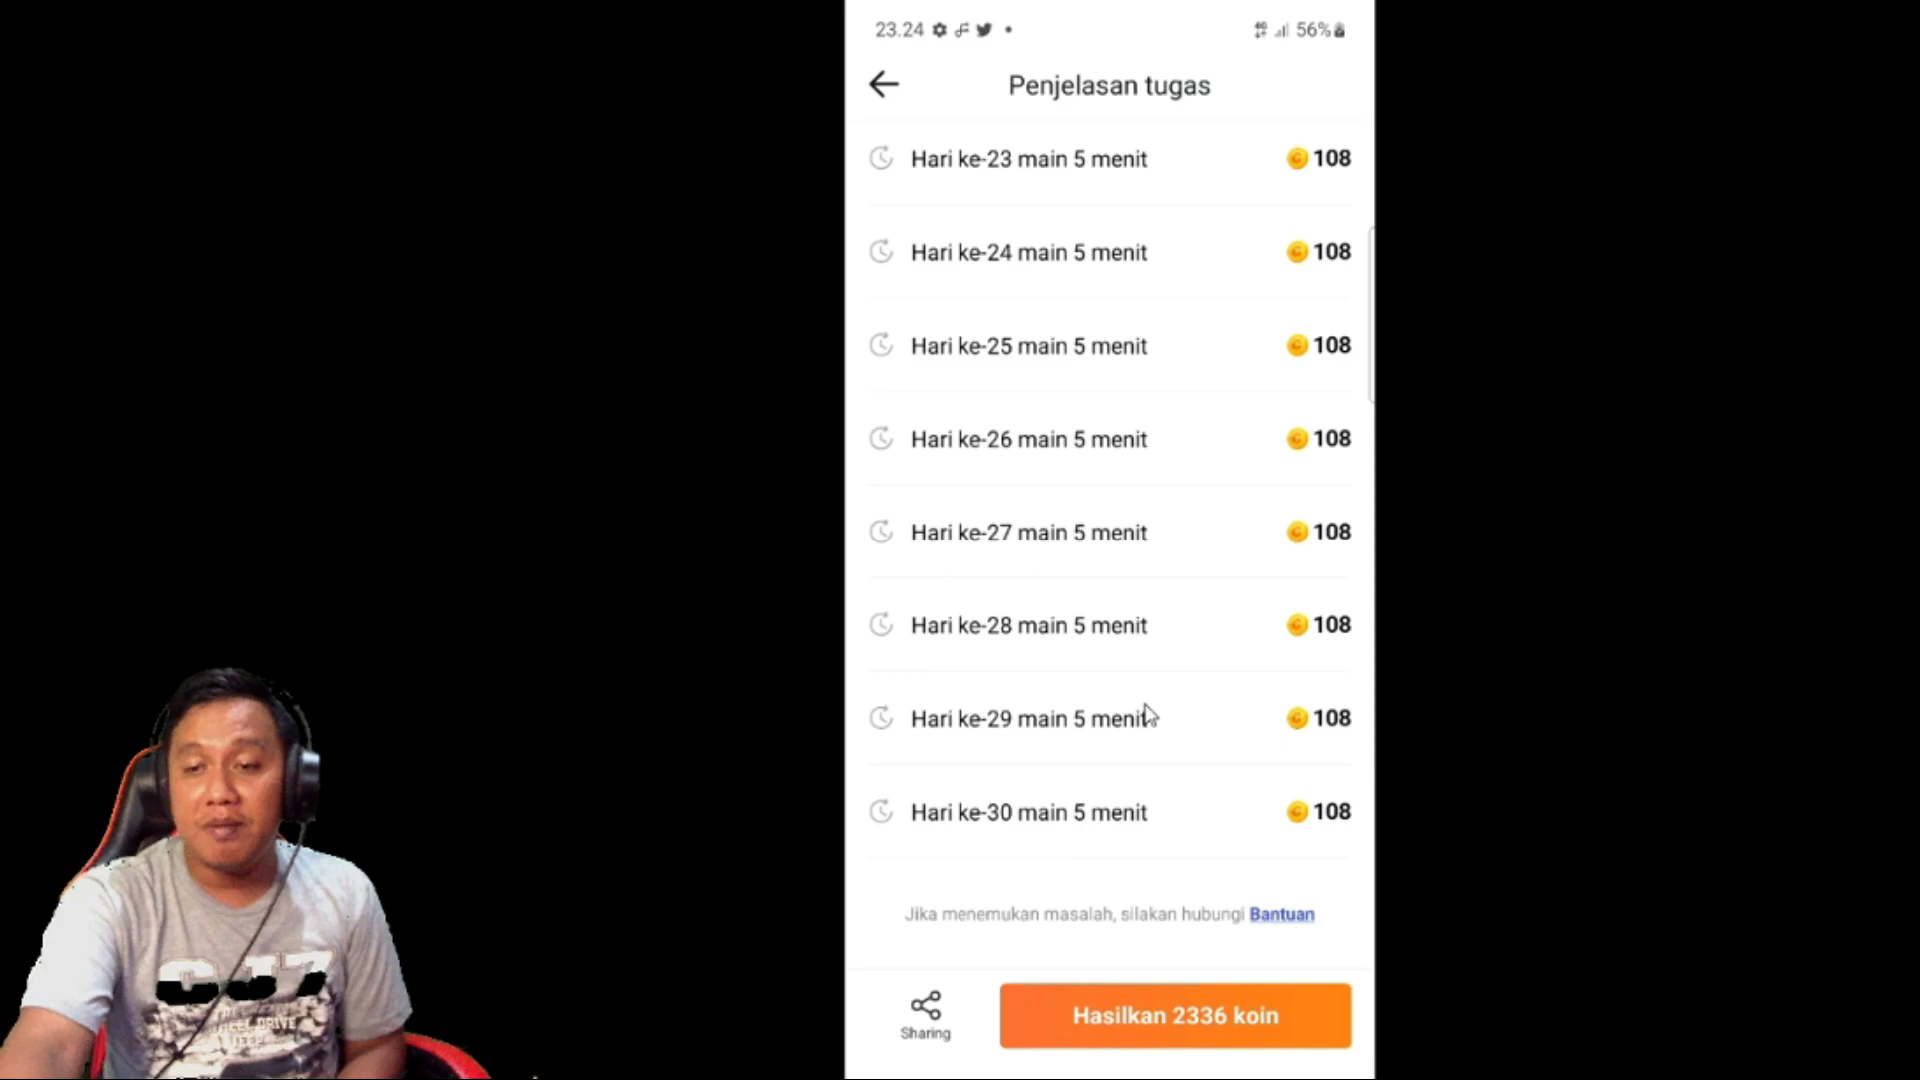 23.24
56%
Penjelasan tugas
Hari ke-23 main 5 menit 108
Hari ke-24 main 5 menit 108
Hari ke-25 main 5 menit 108
Hari ke-26 main 5 menit 108
Hari ke-27 main 5 menit 108
Hari ke-28 main 5 menit 108
Hari ke-29 main 5 menit 108
Hari ke-30 main 5 menit 108
Jika menemukan masalah, silakan hubungi Bantuan
Sharing
Hasilkan 2336 koin